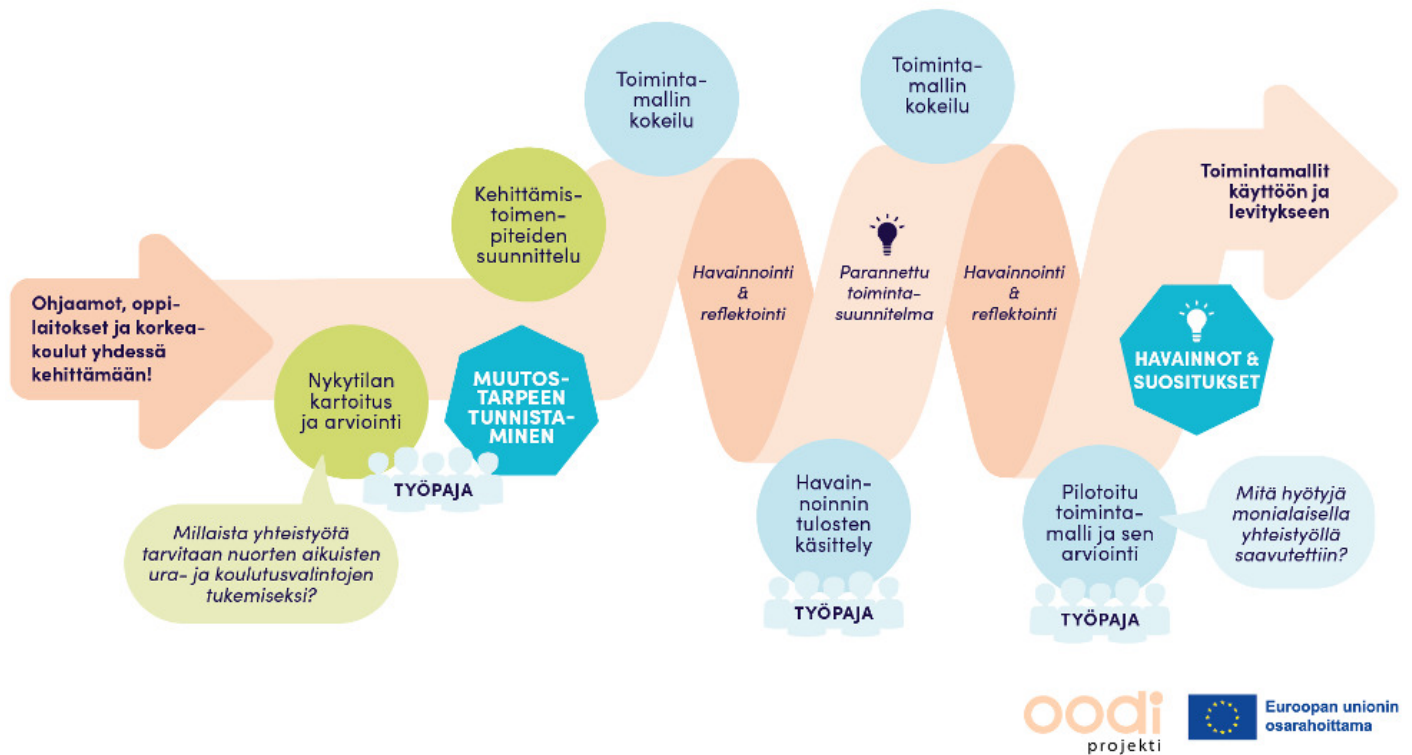 Ohjaamot, oppi-
laitokset ja korkea-
koulut yhdessä
kehittämään!
Nykytilan
kartoitus
ja arviointi
TYÖPAJA
Millaista yhteistyötä
tarvitaan nuorten aikuisten
ura- ja koulutusvalintojen
tukemiseksi?
MUUTOS-
TARPEEN
TUNNISTA-
MINEN
Kehittämis-
toimen-
piteiden
suunnittelu
Toiminta-
mallin
kokeilu
Havainnointi
&
reflektointi
Havain-
noinnin
tulosten
käsittely
TYÖPAJA
Parannettu
toiminta-
suunnitelma
Toiminta-
mallin
kokeilu
Havainnointi
&
reflektointi
Pilotoitu
toiminta-
malli ja sen
arviointi
TYÖPAJA
Mitä hyötyjä
monialaisella
yhteistyöllä
saavutettiin?
HAVAINNOT &
SUOSITUKSET
Toimintamallit
käyttöön ja
levitykseen
oodi
projekti
Euroopan unionin
osarahoittama